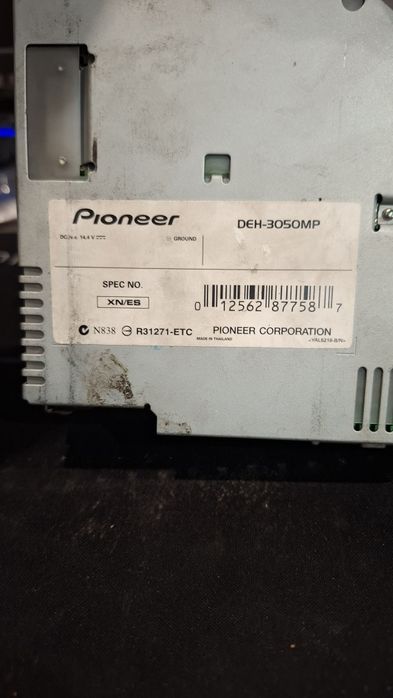 Pioneer
DEH-3050MP
14.4 V
GROUND
SPEC NO.
XN/ES
0 12562 87758 7
N838 R31271-ETC PIONEER CORPORATION
MADE IN THAILAND